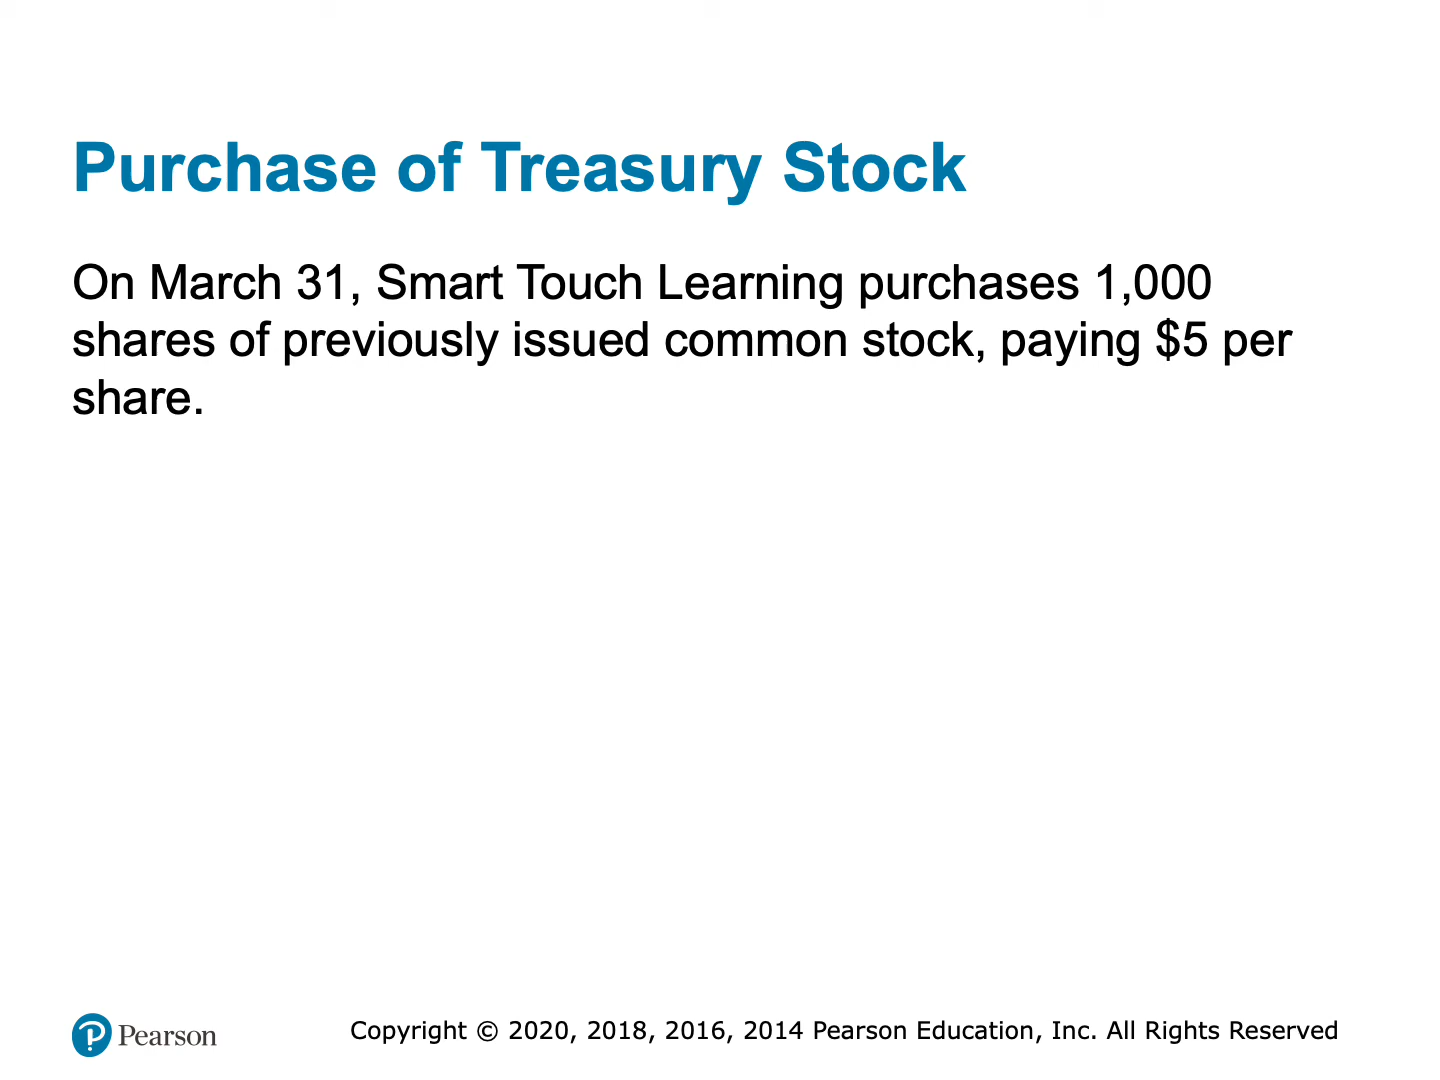 Purchase of Treasury Stock
On March 31, Smart Touch Learning purchases 1,000
shares of previously issued common stock, paying $5 per
share.
Pearson
Copyright © 2020, 2018, 2016, 2014 Pearson Education, Inc. All Rights Reserved